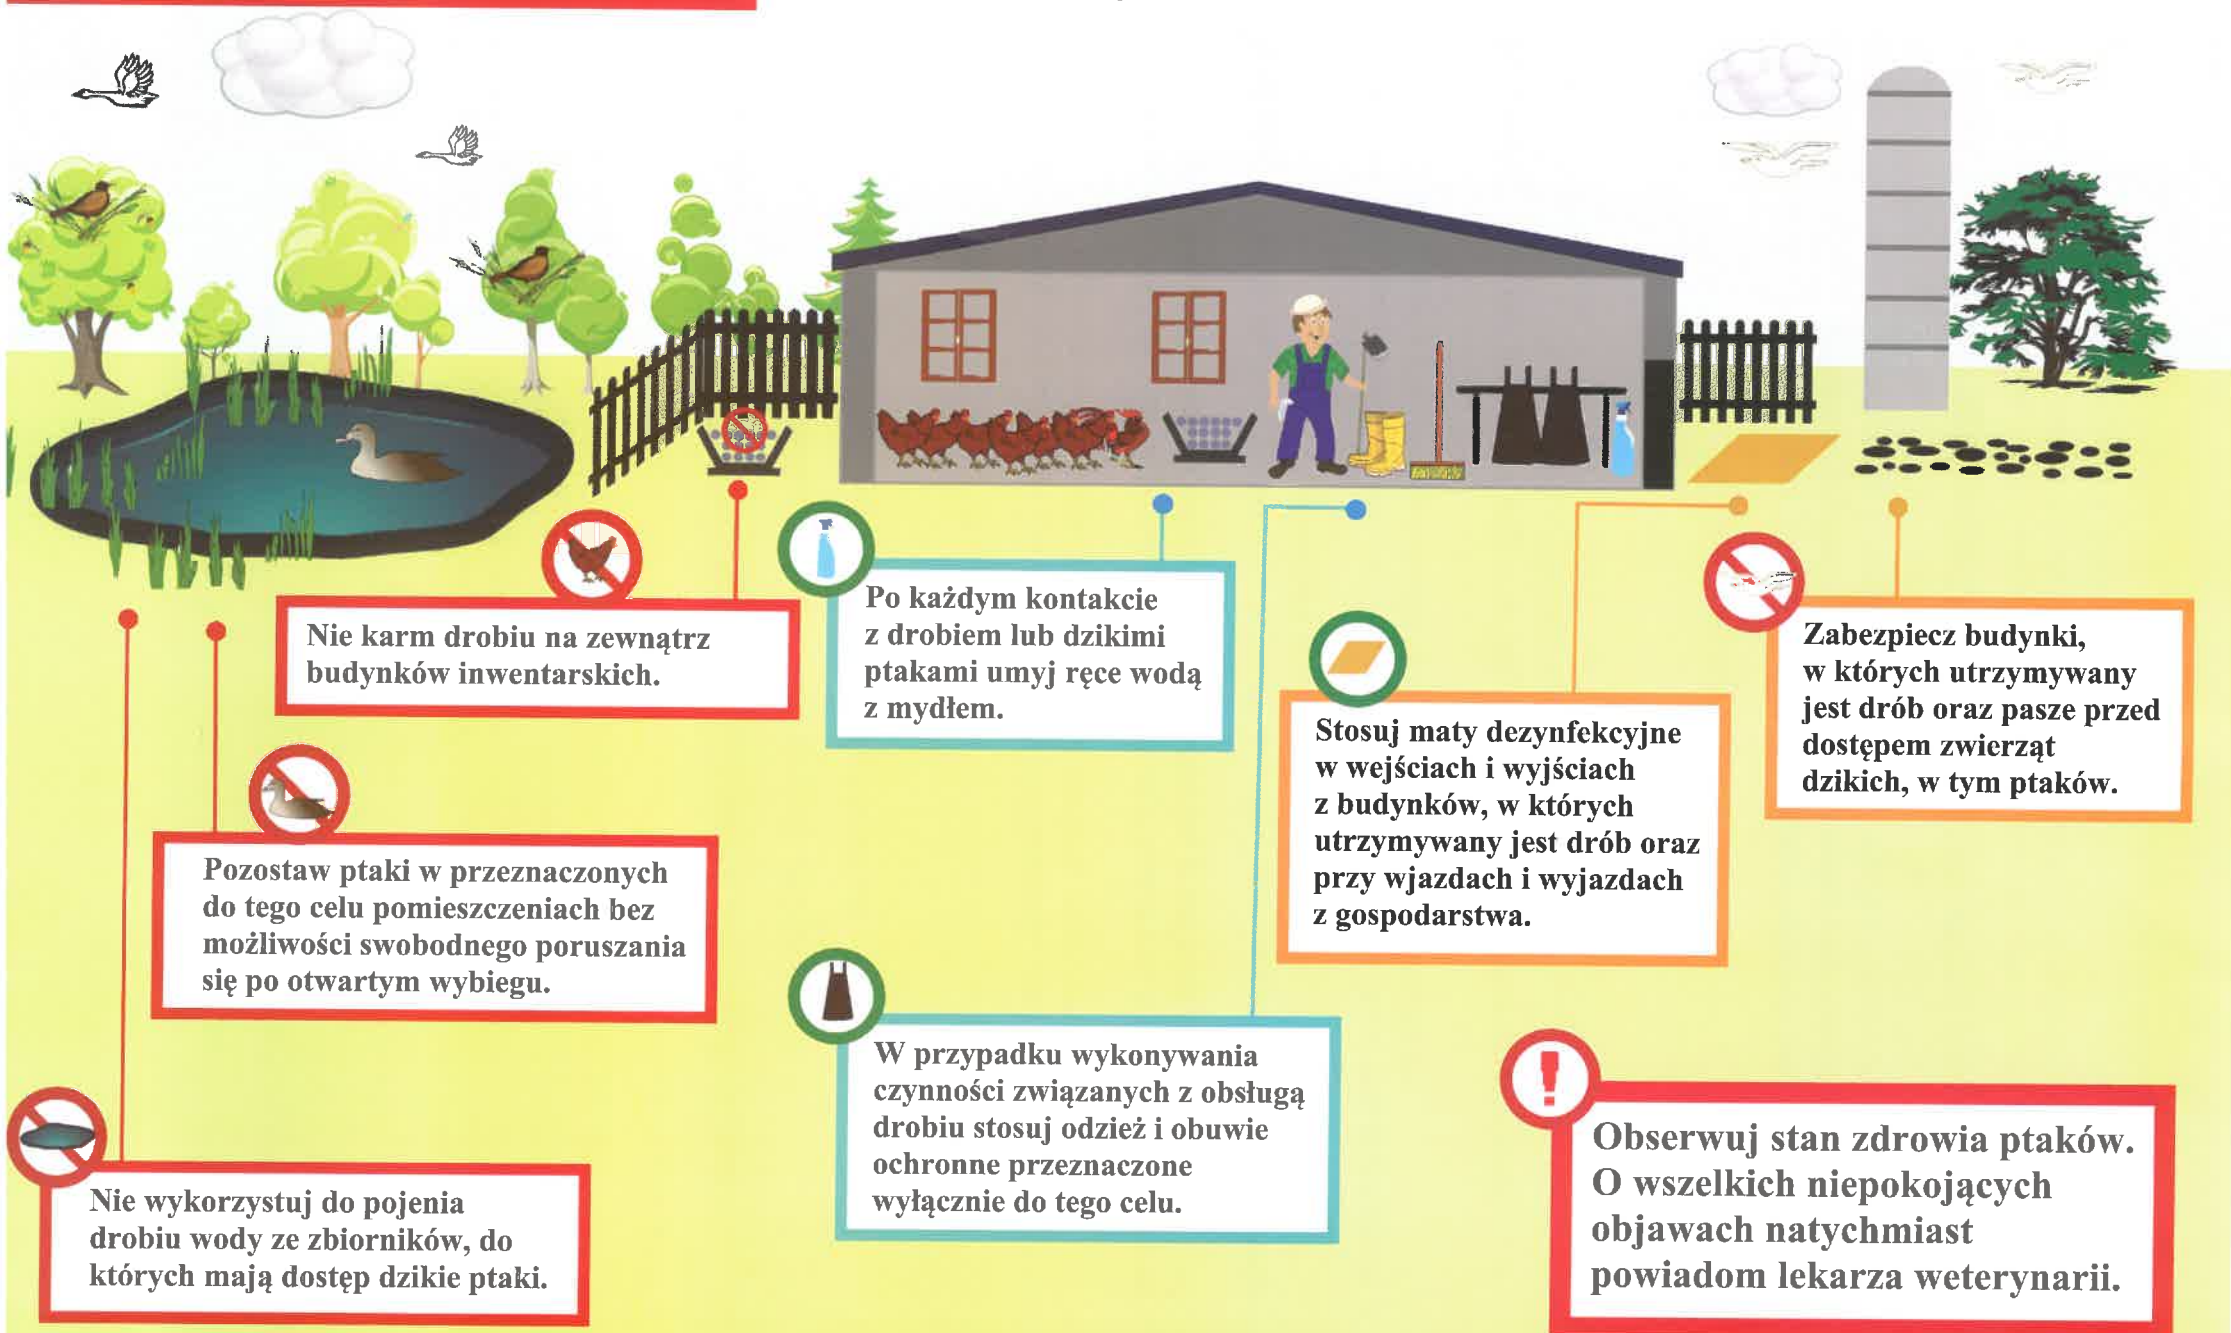 Nie karm drobiu na zewnątrz
budynków inwentarskich.
Po każdym kontakcie
z drobiem lub dzikimi
ptakami umyj ręce wodą
z mydłem.
Stosuj maty dezynfekcyjne
w wejściach i wyjściach
z budynków, w których
utrzymywany jest drób oraz
przy wjazdach i wyjazdach
z gospodarstwa.
Zabezpiecz budynki,
w których utrzymywany
jest drób oraz pasze przed
dostępem zwierząt
dzikich, w tym ptaków.
Pozostaw ptaki w przeznaczonych
do tego celu pomieszczeniach bez
możliwości swobodnego poruszania
się po otwartym wybiegu.
W przypadku wykonywania
czynności związanych z obsługą
drobiu stosuj odzież i obuwie
ochronne przeznaczone
wyłącznie do tego celu.
Nie wykorzystuj do pojenia
drobiu wody ze zbiorników, do
których mają dostęp dzikie ptaki.
Obserwuj stan zdrowia ptaków.
O wszelkich niepokojących
objawach natychmiast
powiadom lekarza weterynarii.